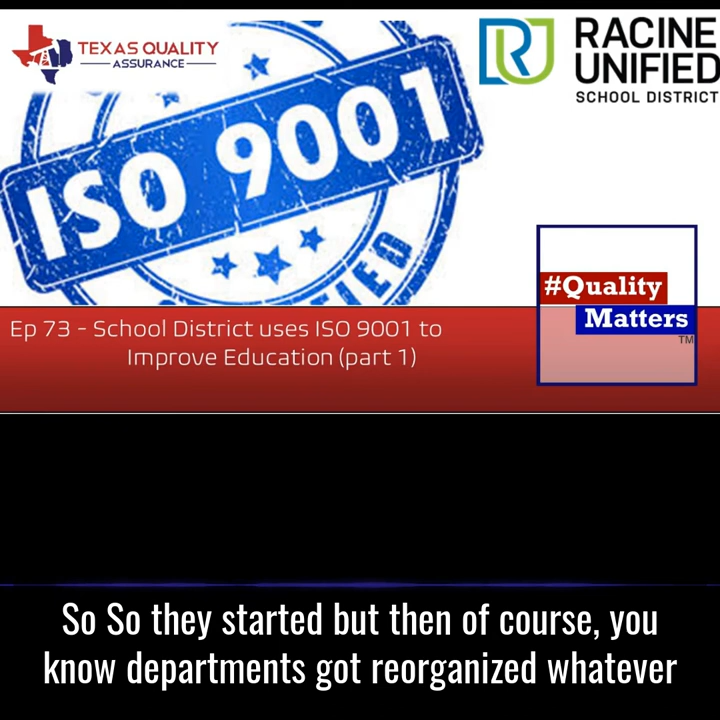 TEXAS QUALITY
ASSURANCE
RACINE
UNIFIED
SCHOOL DISTRICT
ISO 9001
#Quality
Matters
TM
Ep 73 - School District uses ISO 9001 to
Improve Education (part 1)
So So they started but then of course, you
know departments got reorganized whatever